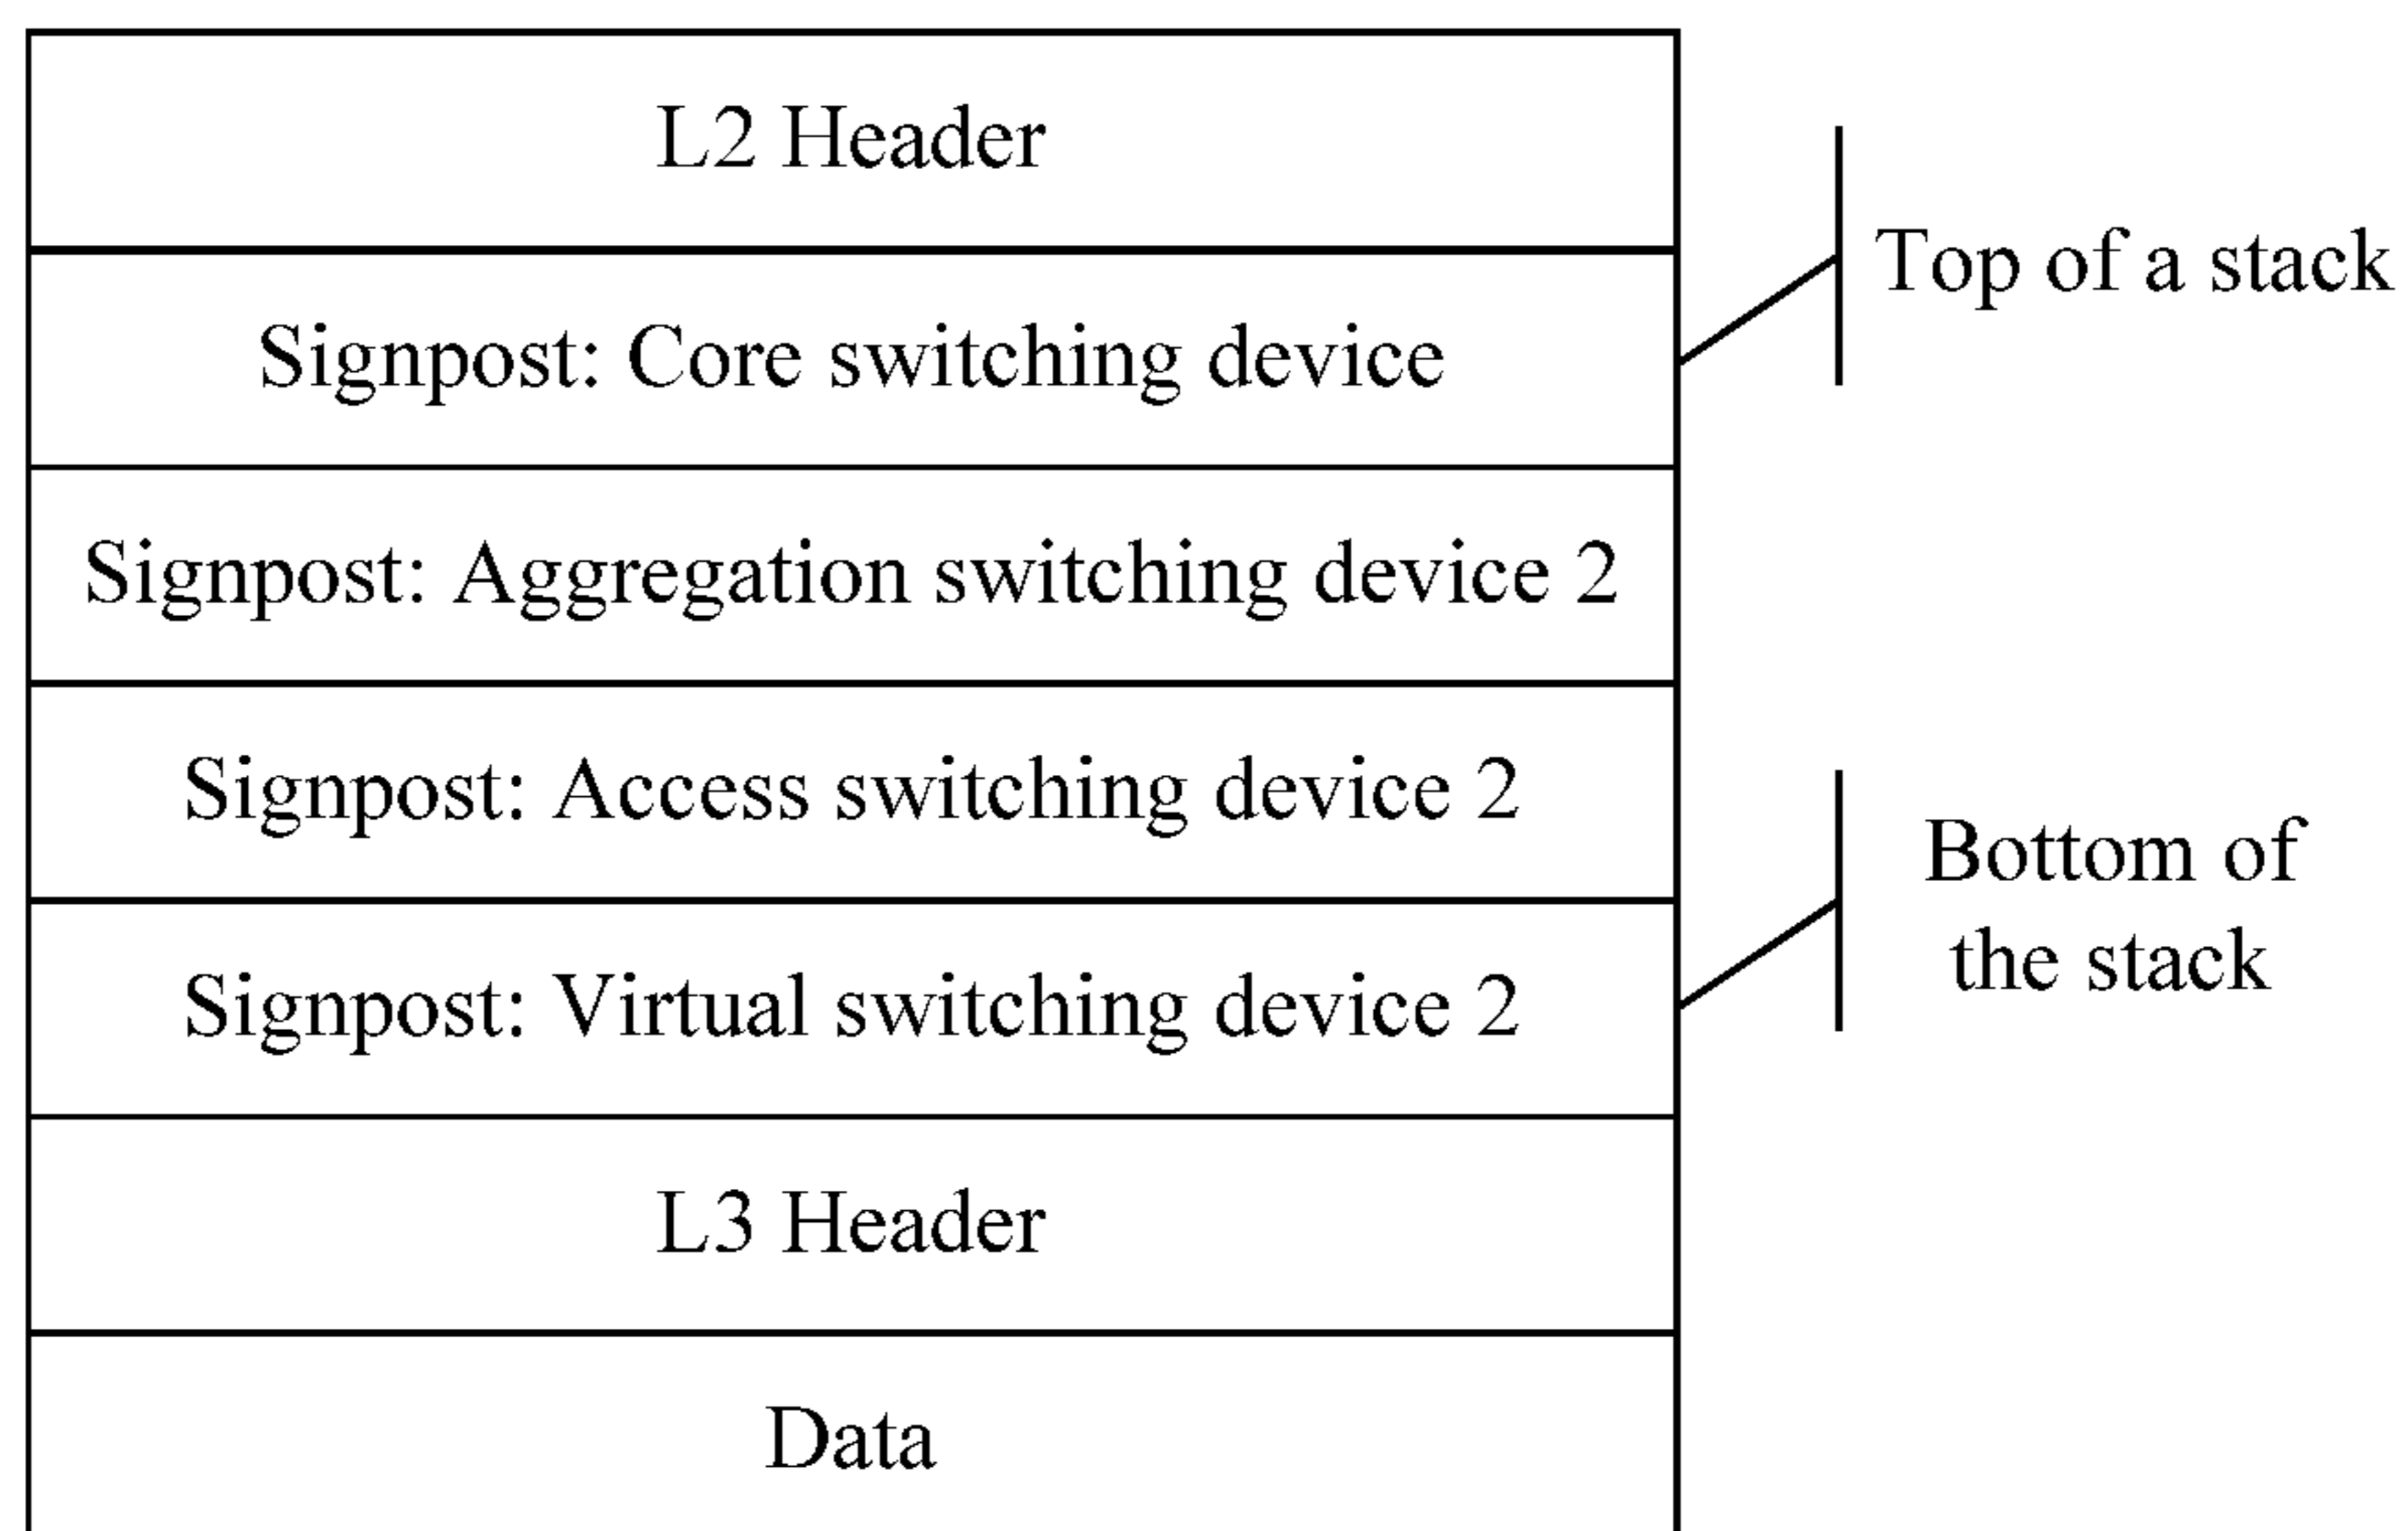 L2 Header
Signpost: Core switching device
Top of a stack
Signpost: Aggregation switching device 2
Signpost: Access switching device 2
Signpost: Virtual switching device 2
Bottom of
the stack
L3 Header
Data